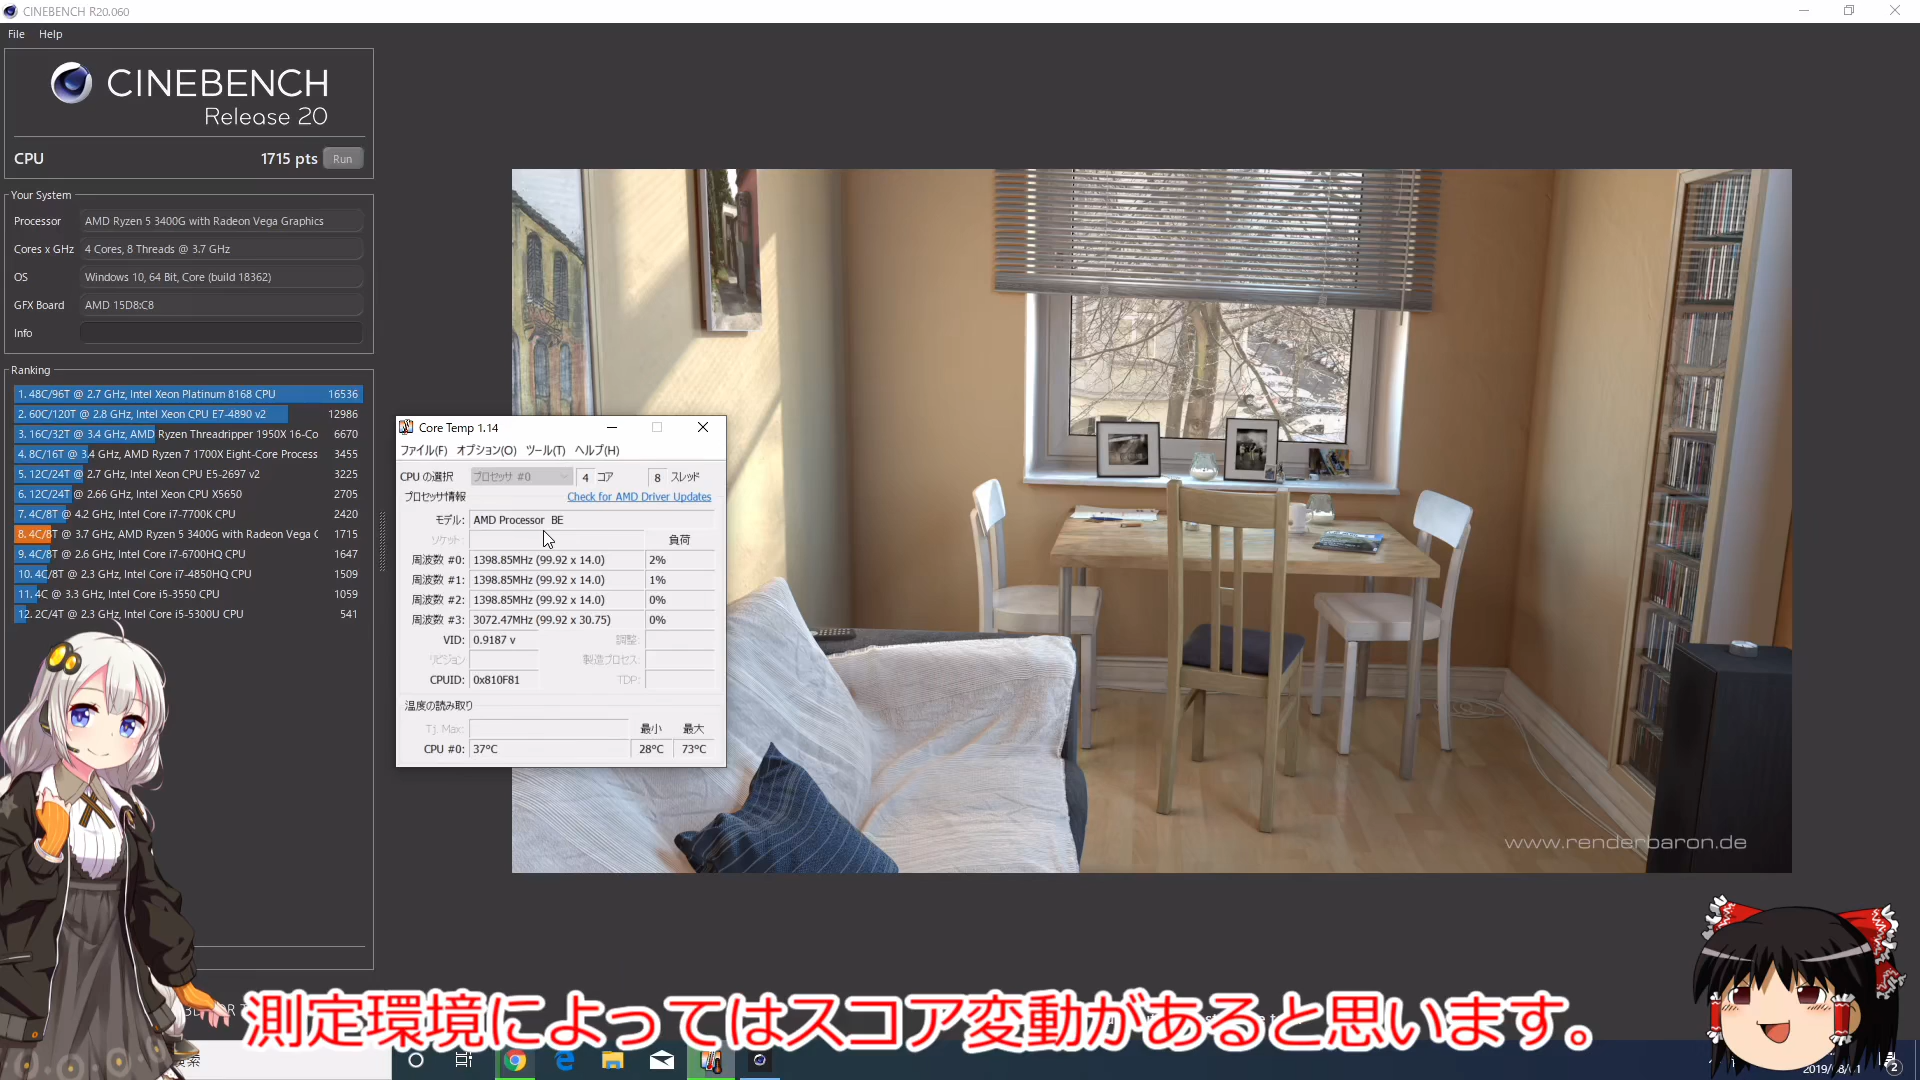 CINEBENCH R20.060
File Help
CINEBENCH
Release 20
CPU 1715 pts Run
Your System
Processor AMD Ryzen 5 3400G with Radeon Vega Graphics
Cores x GHz 4 Cores, 8 Threads @ 3.7 GHz
OS Windows 10, 64 Bit, Core (build 18362)
GFX Board AMD 15D8:C8
Info
Ranking
1. 48C/96T @ 2.7 GHz, Intel Xeon Platinum 8168 CPU 16536
2. 60C/120T @ 2.8 GHz, Intel Xeon CPU E7-4890 v2 12986
3. 16C/32T @ 3.4 GHz, AMD Ryzen Threadripper 1950X 16-Co 6670
4. 8C/16T @ 3.4 GHz, AMD Ryzen 7 1700X Eight-Core Process 3455
5. 12C/24T @ 2.7 GHz, Intel Xeon CPU E5-2697 v2 3225
6. 12C/24T @ 2.66 GHz, Intel Xeon CPU X5650 2705
7. 4C/8T @ 4.2 GHz, Intel Core i7-7700K CPU 2420
8. 4C/8T @ 3.7 GHz, AMD Ryzen 5 3400G with Radeon Vega G 1715
9. 4C/8T @ 2.6 GHz, Intel Core i7-6700HQ CPU 1647
10. 4C/8T @ 2.3 GHz, Intel Core i7-4850HQ CPU 1509
11. 4C @ 3.3 GHz, Intel Core i5-3550 CPU 1059
12. 2C/4T @ 2.3 GHz, Intel Core i5-5300U CPU 541
Core Temp 1.14
ファイル(F) オプション(O) ツール(T) ヘルプ(H)
CPU の選択 プロセッサ #0 4 コア 8 スレッド
プロセッサ情報 Check for AMD Driver Updates
モデル: AMD Processor BE
ソケット: 負荷
周波数 #0: 1398.85MHz (99.92 x 14.0) 2%
周波数 #1: 1398.85MHz (99.92 x 14.0) 1%
周波数 #2: 1398.85MHz (99.92 x 14.0) 0%
周波数 #3: 3072.47MHz (99.92 x 30.75) 0%
VID: 0.9187 v 調整:
リビジョン 製造プロセス:
CPUID: 0x810F81 TDP:
温度の読み取り
Tj. Max: 最小 最大
CPU #0: 37°C 28°C 73°C
www.renderbaron.de
測定環境によってはスコア変動があると思います。
検索
2019/08/01
2